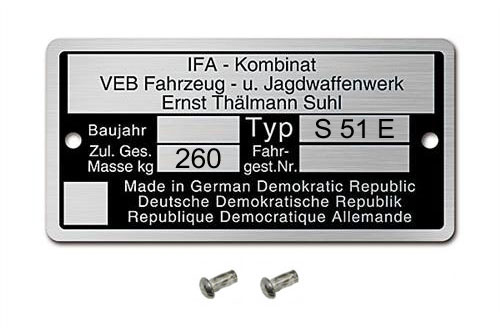 IFA - Kombinat
VEB Fahrzeug - u. Jagdwaffenwerk
Ernst Thälmann Suhl
Baujahr Typ S 51 E
Zul. Ges. Masse kg 260 Fahr-gest.Nr.
Made in German Demokratic Republic
Deutsche Demokratische Republik
Republique Democratique Allemande